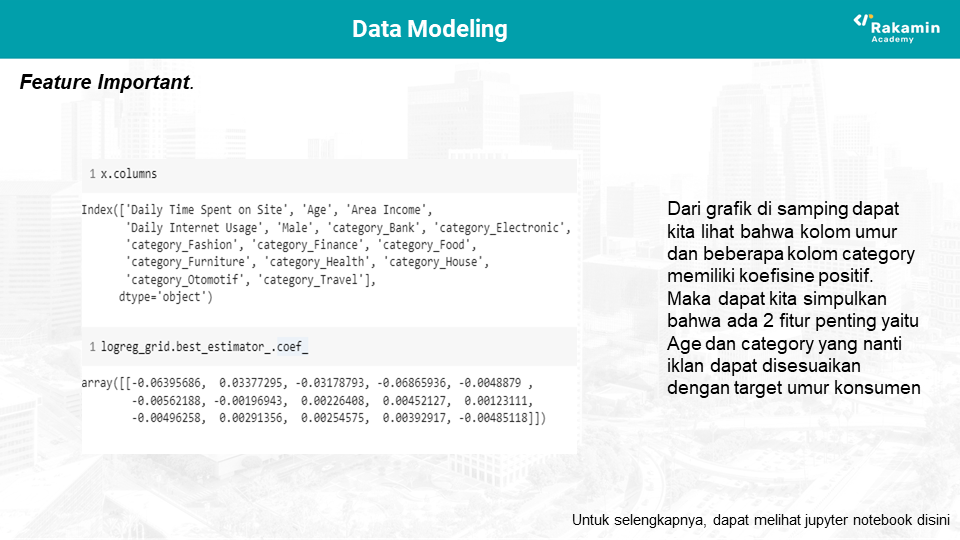 Data Modeling
Rakamin
Academy
Feature Important.
1 x.columns
Index(['Daily Time Spent on Site', 'Age', 'Area Income',
'Daily Internet Usage', 'Male', 'category_Bank', 'category_Electronic',
'category_Fashion', 'category_Finance', 'category_Food',
'category_Furniture', 'category_Health', 'category_House',
'category_Otomotif', 'category_Travel'],
dtype='object')
1 logreg_grid.best_estimator_.coef_
array([[-0.06395686, 0.03377295, -0.03178793, -0.06865936, -0.0048879 ,
-0.00562188, -0.00196943, 0.00226408, 0.00452127, 0.00123111,
-0.00496258, 0.00291356, 0.00254575, 0.00392917, -0.00485118]])
Dari grafik di samping dapat
kita lihat bahwa kolom umur
dan beberapa kolom category
memiliki koefisine positif.
Maka dapat kita simpulkan
bahwa ada 2 fitur penting yaitu
Age dan category yang nanti
iklan dapat disesuaikan
dengan target umur konsumen
Untuk selengkapnya, dapat melihat jupyter notebook disini